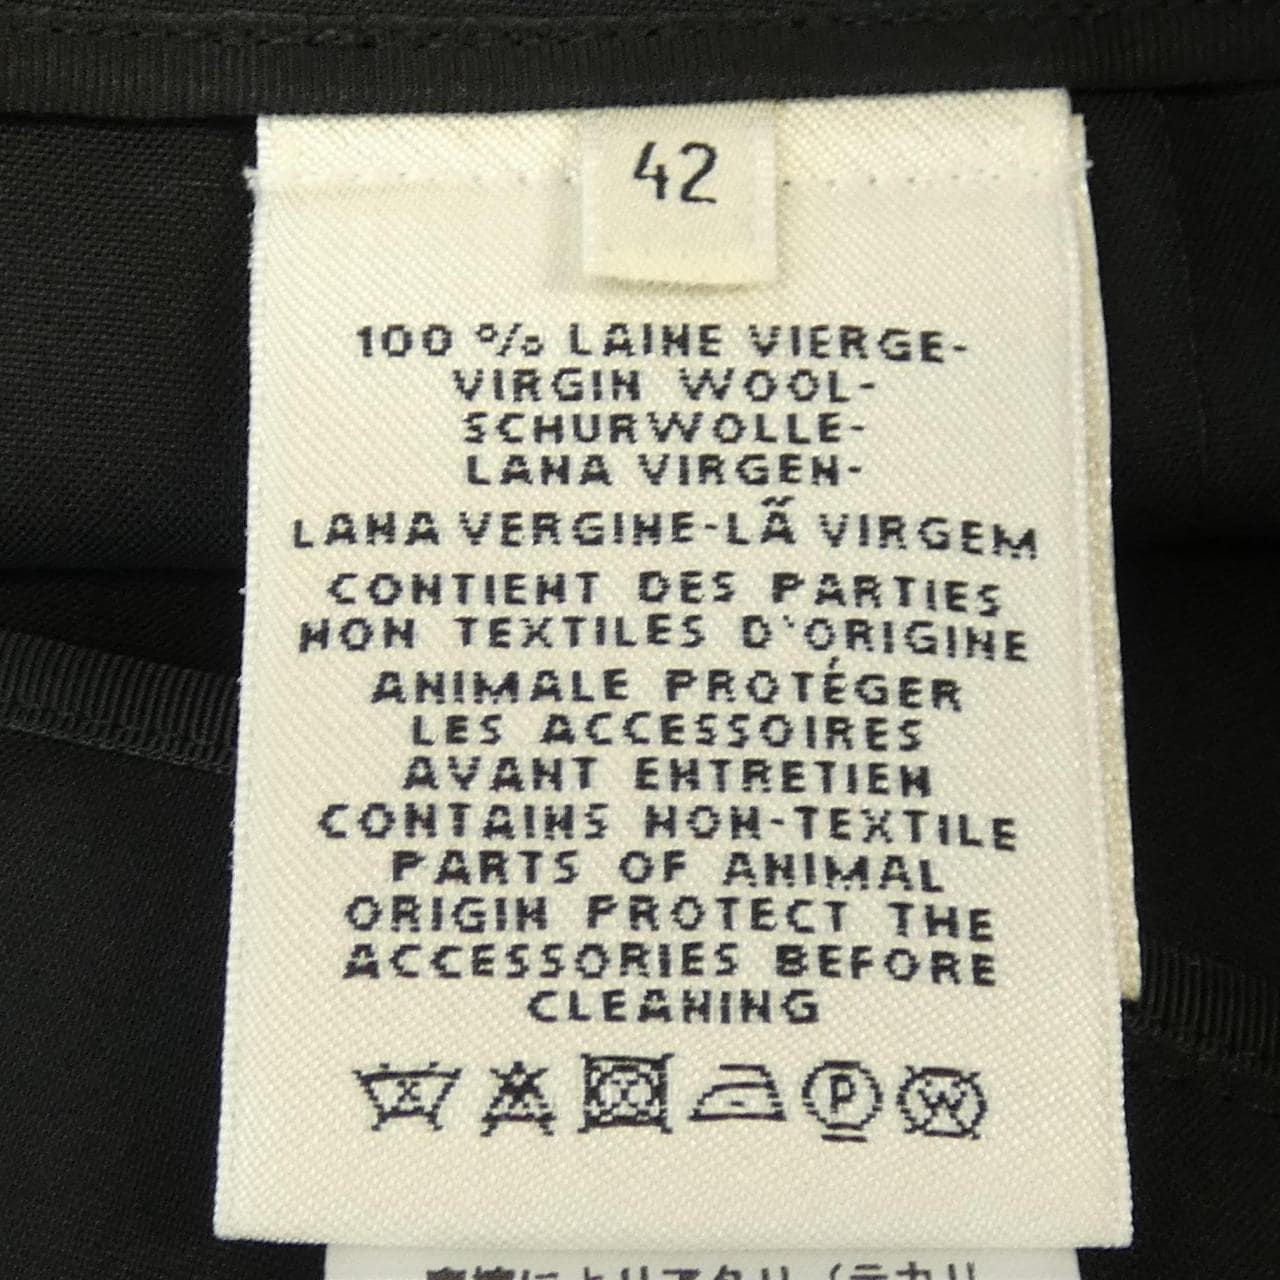 42
100 % LAINE VIERGE-
VIRGIN WOOL-
SCHURWOLLE-
LANA VIRGEN-
LANA VERGINE-LÃ VIRGEM
CONTIENT DES PARTIES
NON TEXTILES D'ORIGINE
ANIMALE PROTÉGER
LES ACCESSOIRES
AVANT ENTRETIEN
CONTAINS NON-TEXTILE
PARTS OF ANIMAL
ORIGIN PROTECT THE
ACCESSORIES BEFORE
CLEANING
P W